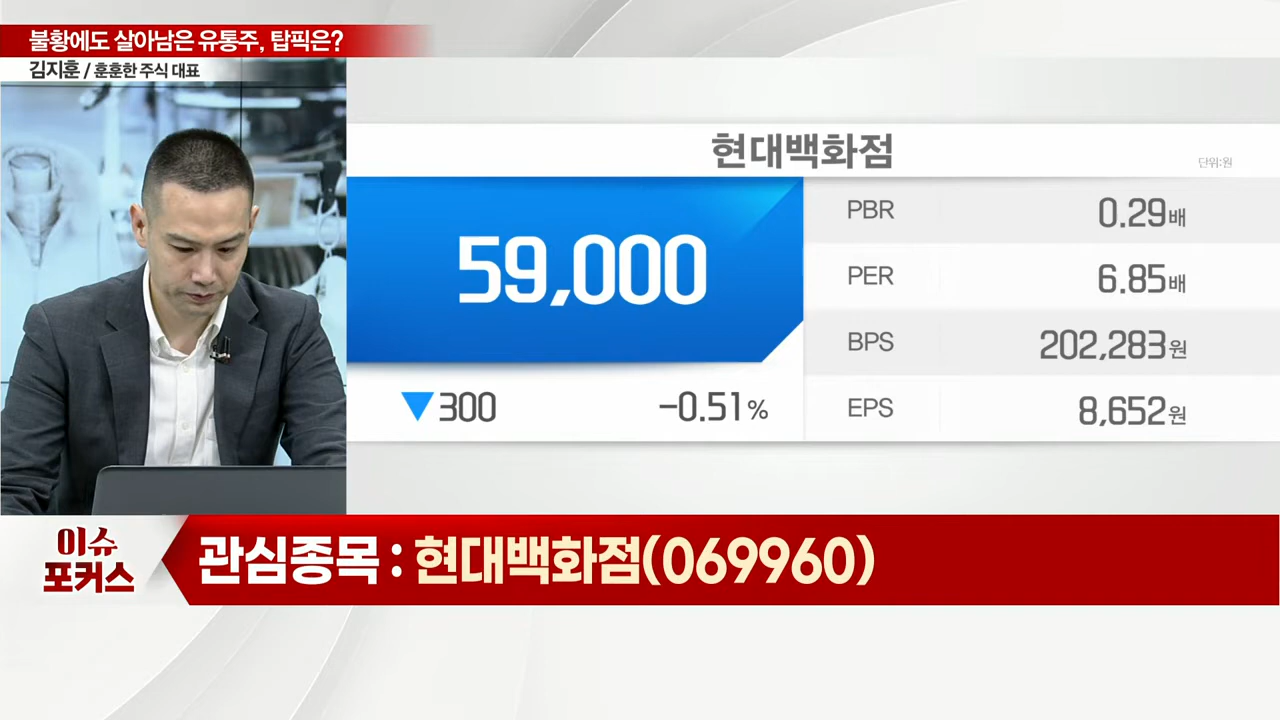 불황에도 살아남은 유통주, 탑픽은?
김지훈 / 훈훈한 주식 대표
현대백화점
단위:원
59,000
▼300 -0.51%
PBR 0.29배
PER 6.85배
BPS 202,283원
EPS 8,652원
이슈
포커스
관심종목 : 현대백화점(069960)